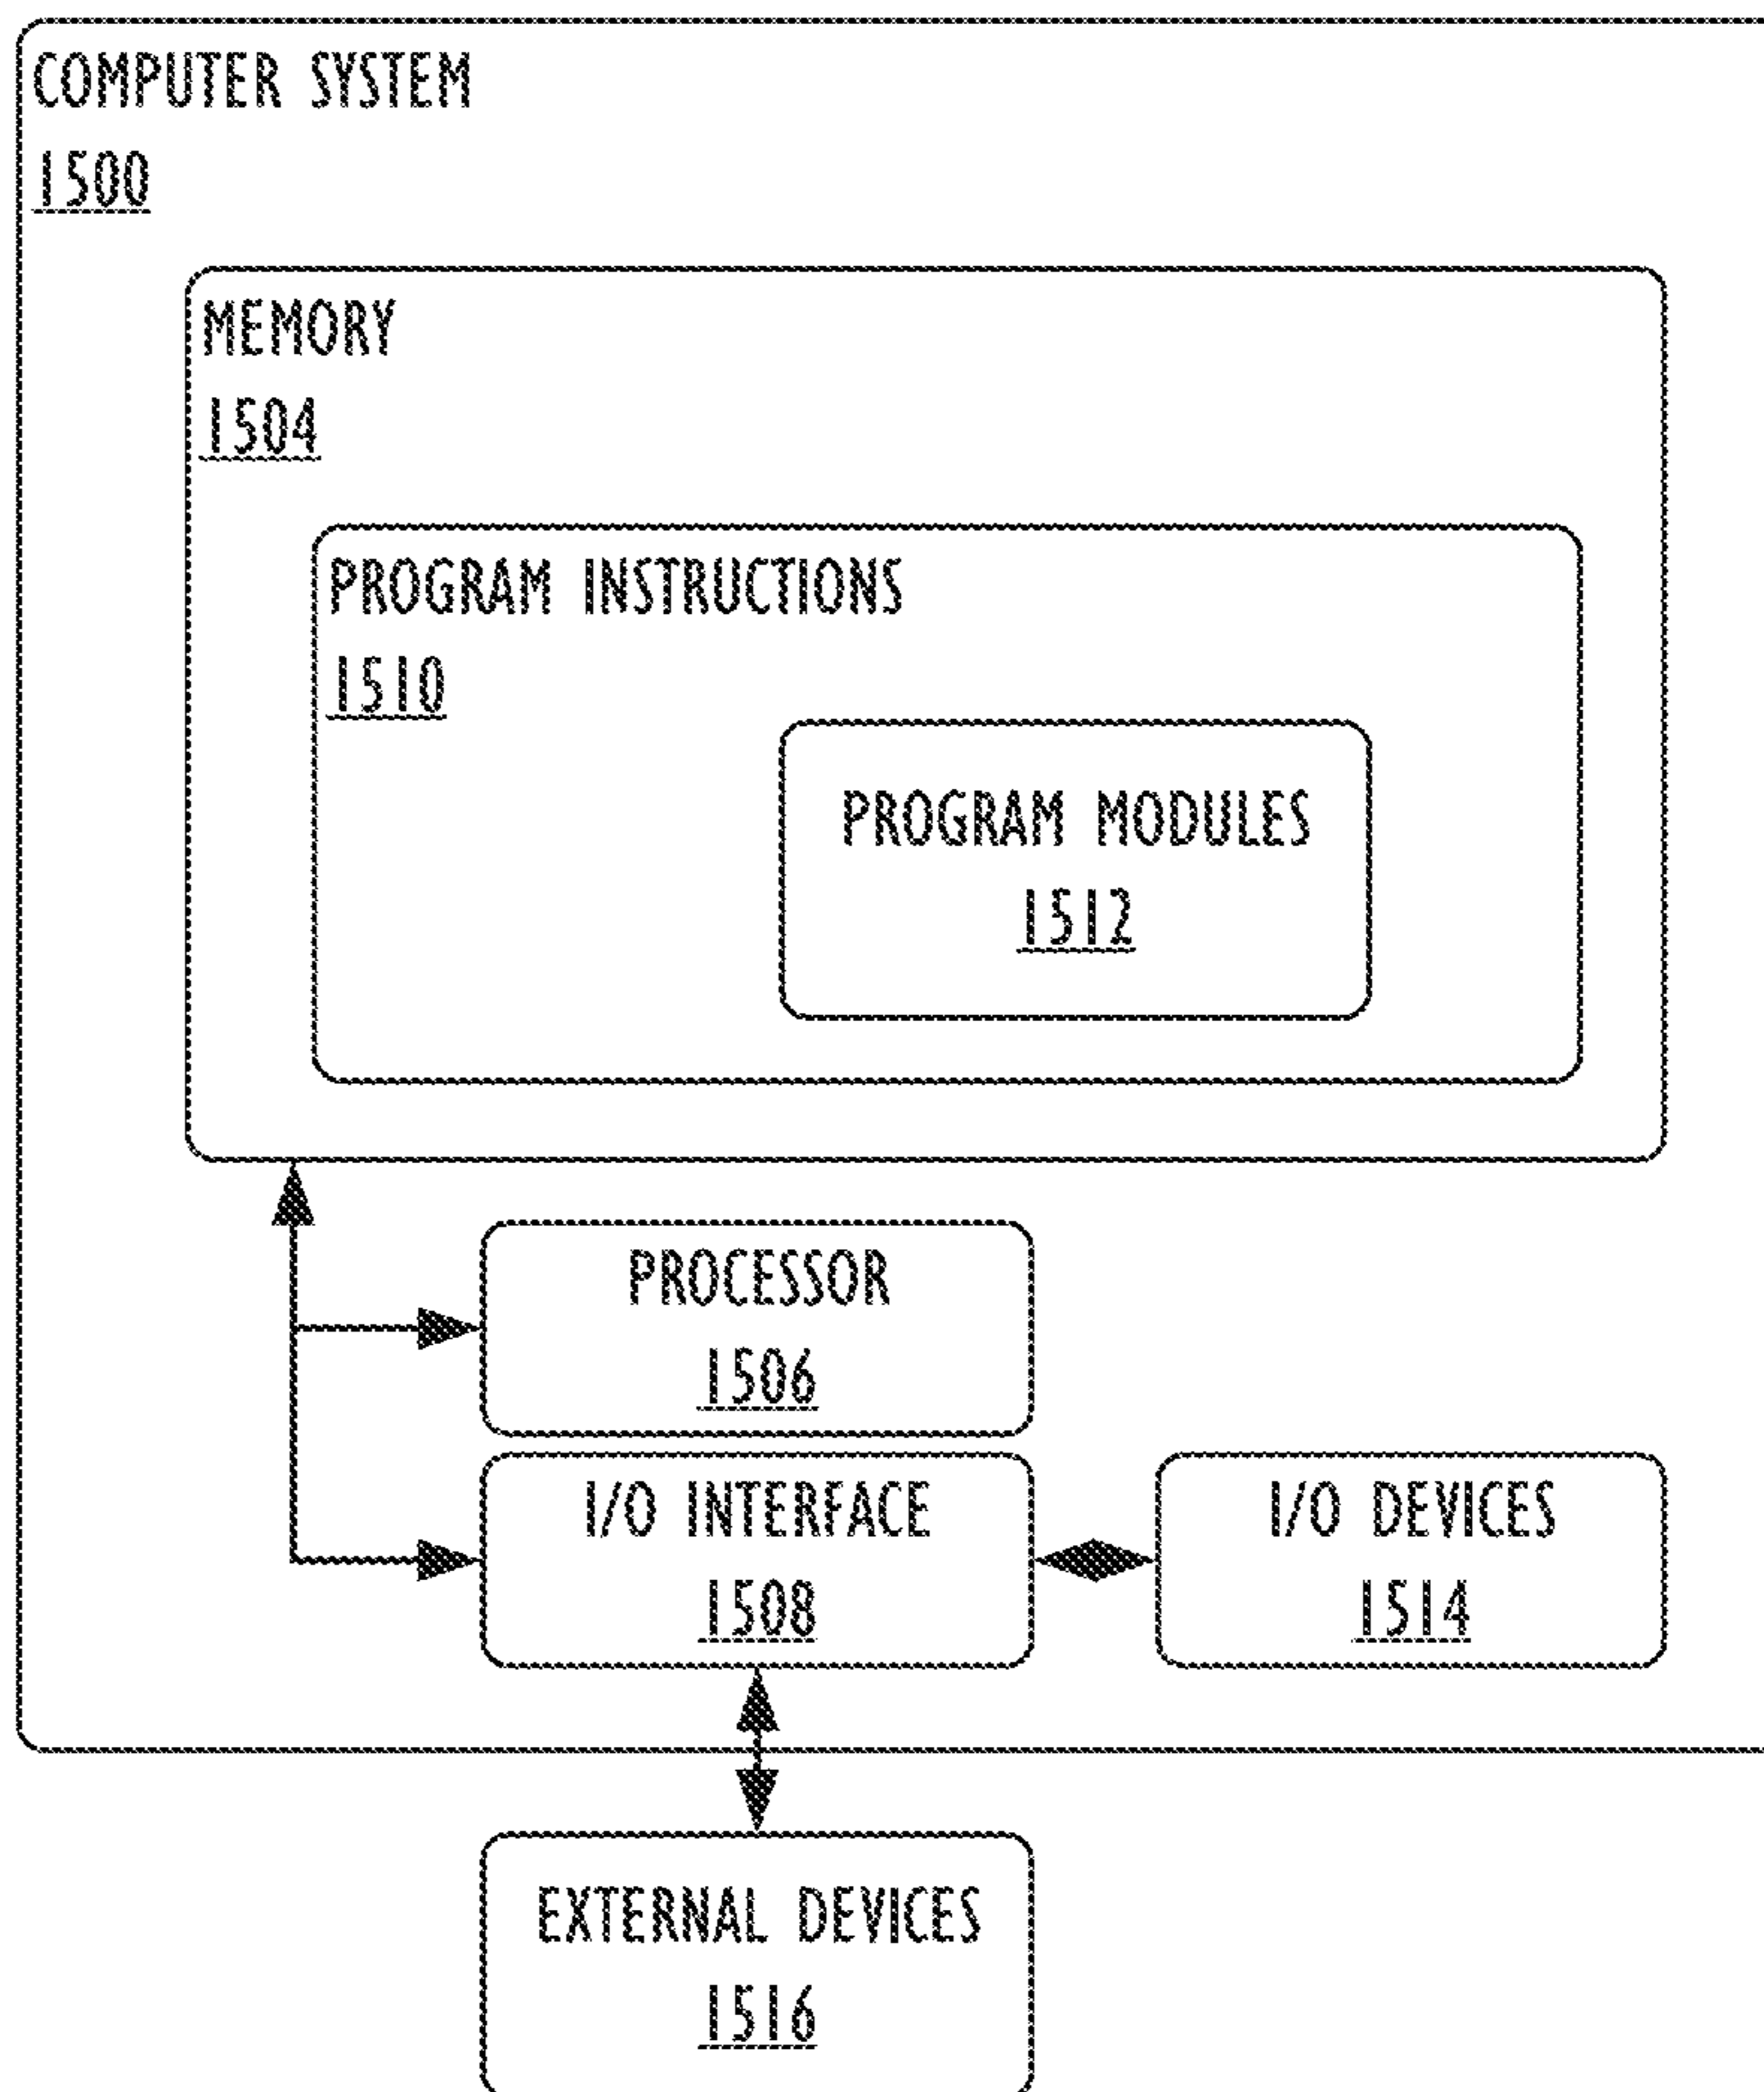 COMPUTER SYSTEM
1500
MEMORY
1504
PROGRAM INSTRUCTIONS
1510
PROGRAM MODULES
1512
PROCESSOR
1506
I/O INTERFACE
1508
I/O DEVICES
1514
EXTERNAL DEVICES
1516